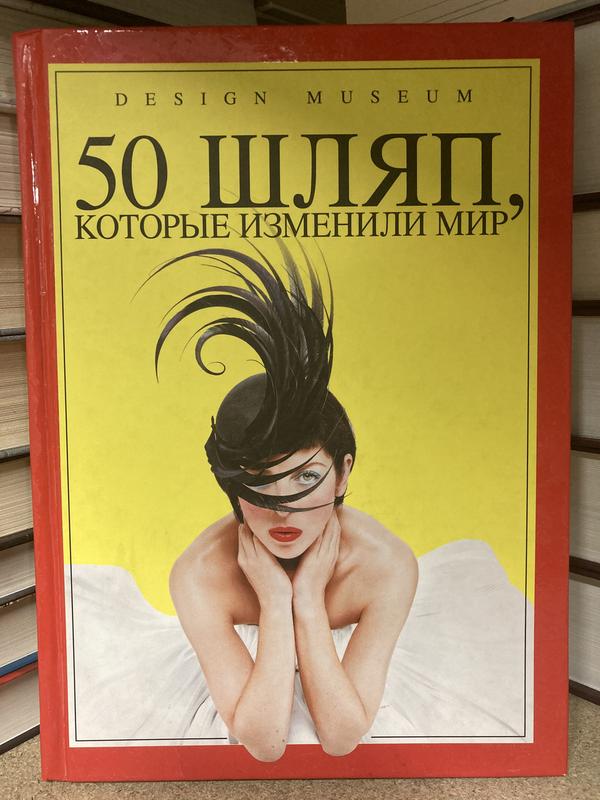 DESIGN MUSEUM
50 ШЛЯП,
КОТОРЫЕ ИЗМЕНИЛИ МИР